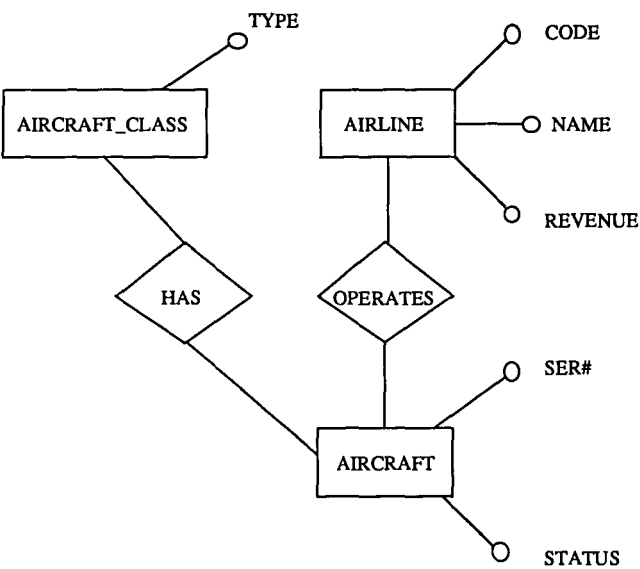 TYPE
CODE
AIRCRAFT_CLASS
AIRLINE
NAME
REVENUE
HAS
OPERATES
SER#
AIRCRAFT
STATUS